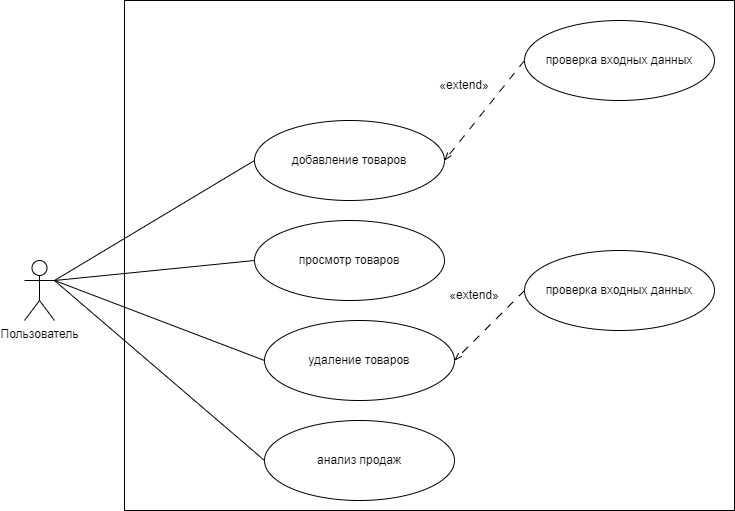 проверка входных данных
«extend»
добавление товаров
просмотр товаров
проверка входных данных
«extend»
Пользователь
удаление товаров
анализ продаж